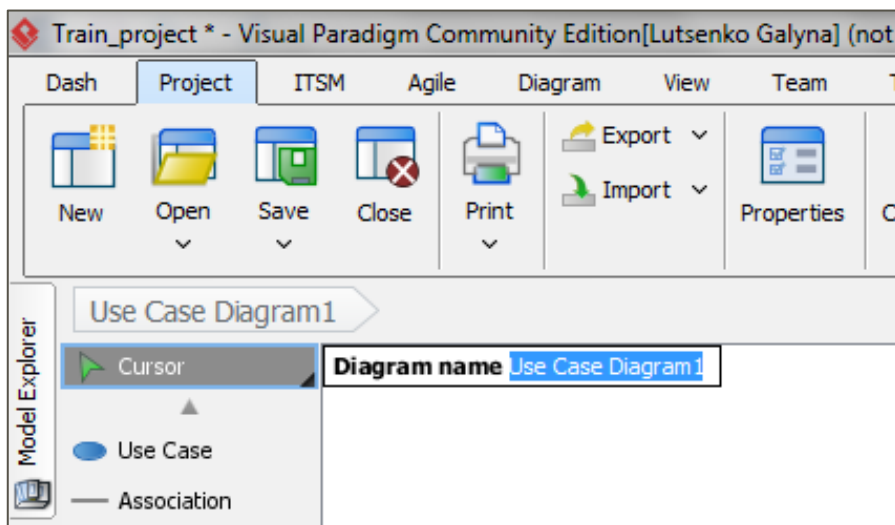 Train_project * - Visual Paradigm Community Edition[Lutsenko Galyna] (not
Dash Project ITSM Agile Diagram View Team
New Open Save Close Print Export Import Properties
Use Case Diagram1
Model Explorer
Cursor
Diagram name Use Case Diagram1
Use Case
Association